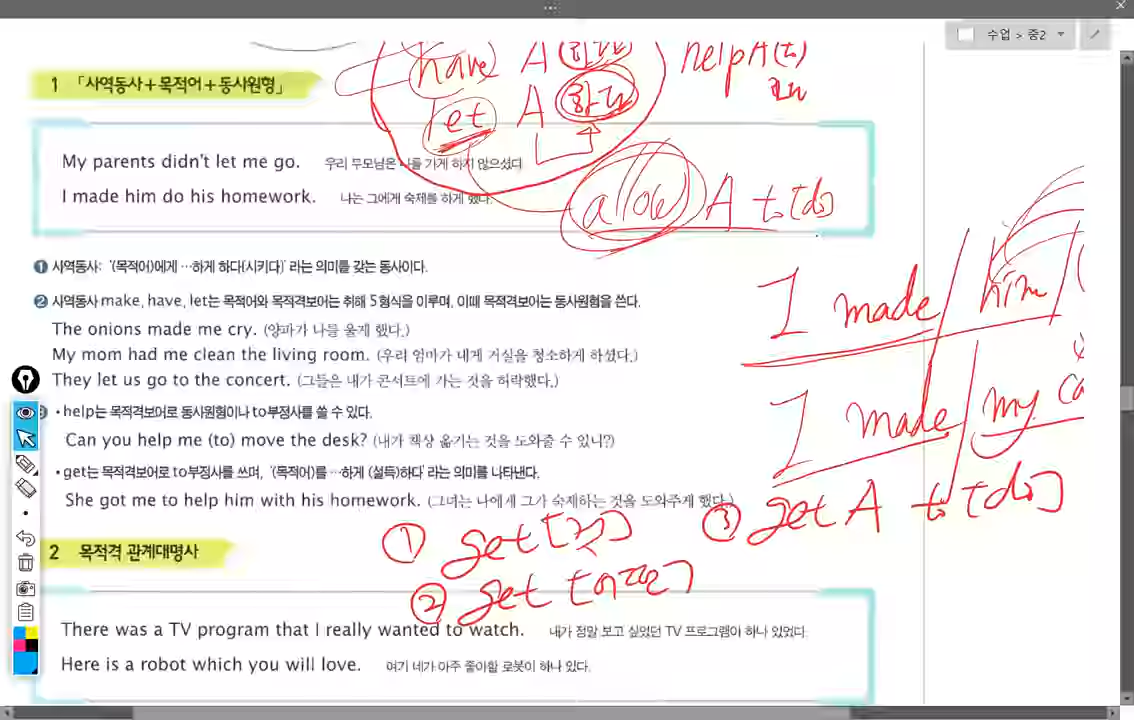 수업 > 중2
have A help A (to)
1 「사역동사+목적어+동사원형」
let A 하다
My parents didn't let me go. 우리 부모님은 나를 가게 하지 않으셨다.
I made him do his homework. 나는 그에게 숙제를 하게 했다.
allow A to [do]
❶ 사역동사: '(목적어)에게 …하게 하다(시키다)' 라는 의미를 갖는 동사이다.
❷ 사역동사 make, have, let는 목적어와 목적격보어는 취해 5형식을 이루며, 이때 목적격보어는 동사원형을 쓴다.
I made / him /
The onions made me cry. (양파가 나를 울게 했다.)
My mom had me clean the living room. (우리 엄마가 내게 거실을 청소하게 하셨다.)
They let us go to the concert. (그들은 내가 콘서트에 가는 것을 허락했다.)
• help는 목적격보어로 동사원형이나 to부정사를 쓸 수 있다.
I made / my ca
Can you help me (to) move the desk? (내가 책상 옮기는 것을 도와줄 수 있니?)
• get는 목적격보어로 to부정사를 쓰며, '(목적어)를 …하게 (설득)하다' 라는 의미를 나타낸다.
She got me to help him with his homework. (그녀는 나에게 그가 숙제하는 것을 도와주게 했다.)
① get [것] ③ get A to [do]
2 목적격 관계대명사
② get
There was a TV program that I really wanted to watch. 내가 정말 보고 싶었던 TV 프로그램이 하나 있었다.
Here is a robot which you will love. 여기 네가 아주 좋아할 로봇이 하나 있다.